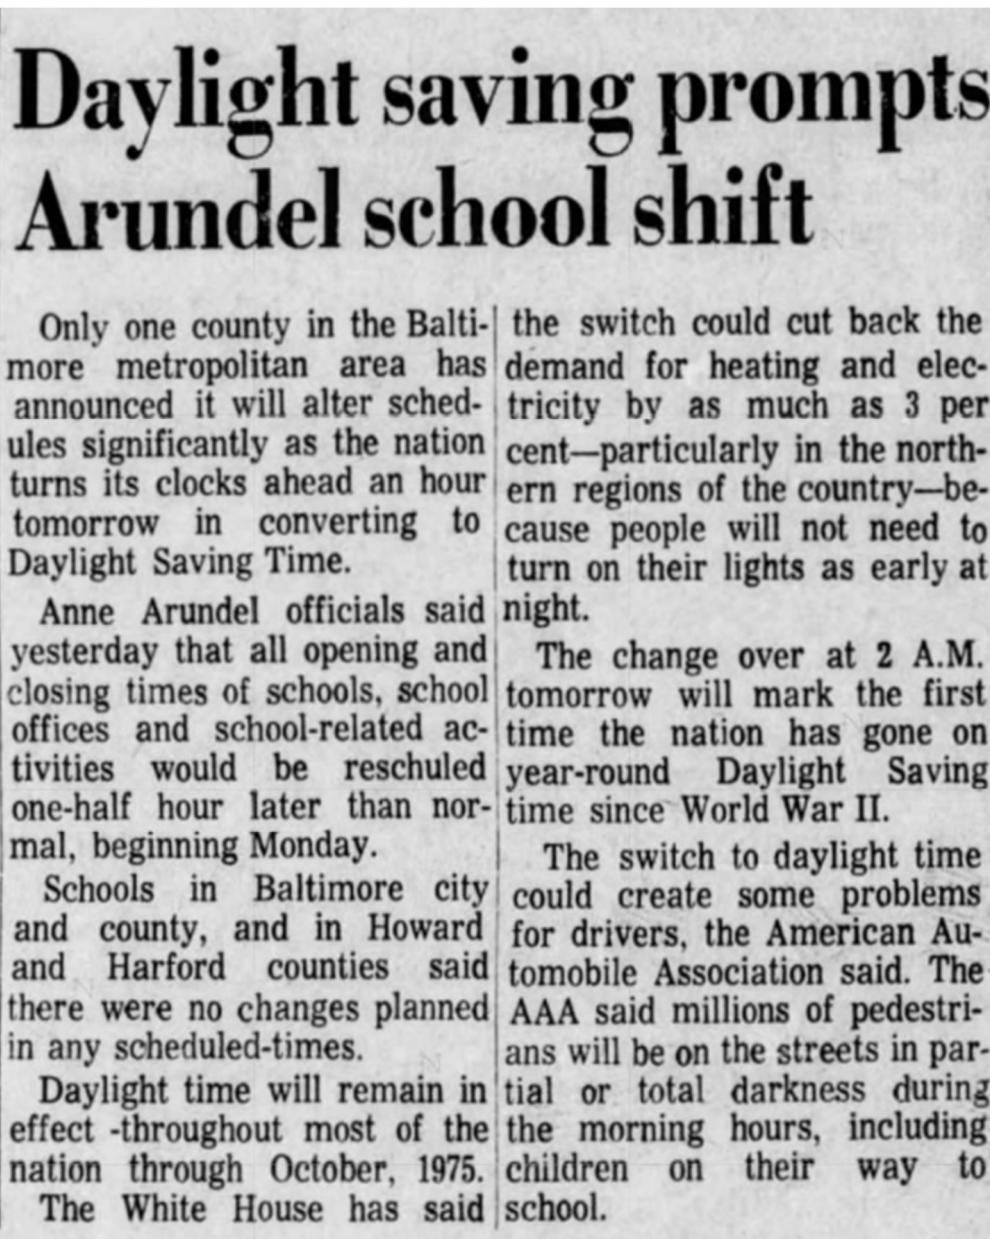 Daylight saving prompts
Arundel school shift
Only one county in the Balti-
more metropolitan area has
announced it will alter sched-
ules significantly as the nation
turns its clocks ahead an hour
tomorrow in converting to
Daylight Saving Time.
Anne Arundel officials said
yesterday that all opening and
closing times of schools, school
offices and school-related ac-
tivities would be reschuled
one-half hour later than nor-
mal, beginning Monday.
Schools in Baltimore city
and county, and in Howard
and Harford counties said
there were no changes planned
in any scheduled-times.
Daylight time will remain in
effect -throughout most of the
nation through October, 1975.
The White House has said
the switch could cut back the
demand for heating and elec-
tricity by as much as 3 per
cent—particularly in the north-
ern regions of the country—be-
cause people will not need to
turn on their lights as early at
night.
The change over at 2 A.M.
tomorrow will mark the first
time the nation has gone on
year-round Daylight Saving
time since World War II.
The switch to daylight time
could create some problems
for drivers, the American Au-
tomobile Association said. The
AAA said millions of pedestri-
ans will be on the streets in par-
tial or total darkness during
the morning hours, including
children on their way to
school.